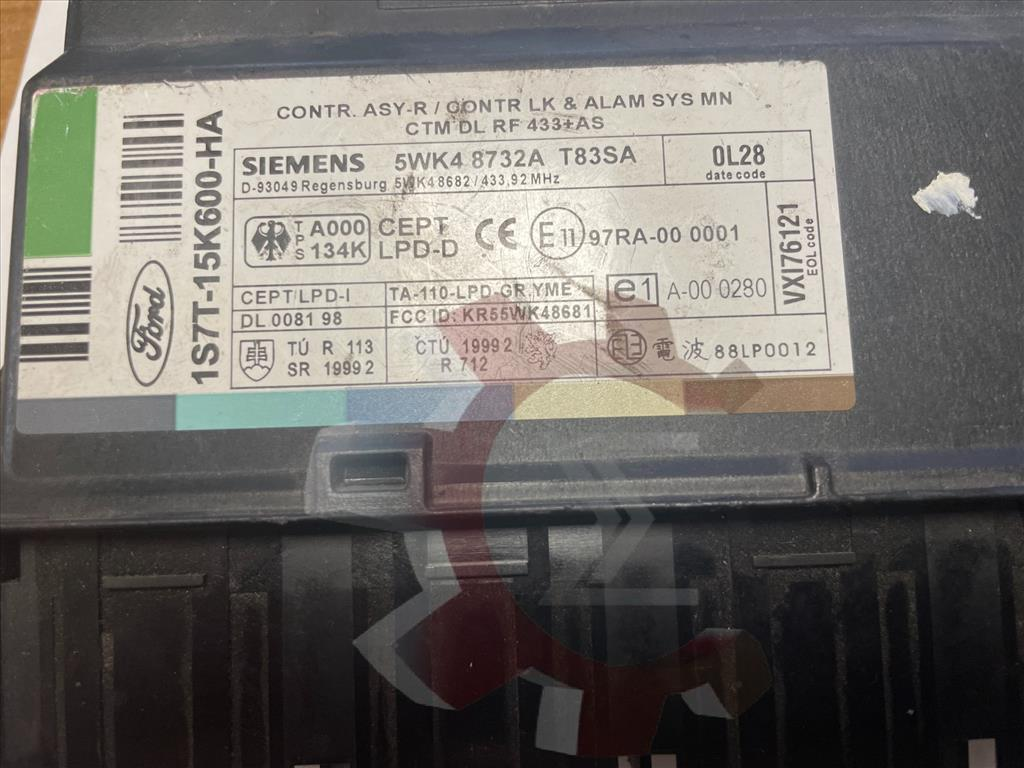 CONTR. ASY-R / CONTR LK & ALAM SYS MN
CTM DL RF 433+AS
SIEMENS 5WK4 8732A T83SA
D-93049 Regensburg 5WK4 8682 / 433,92 MHz
0L28
date code
TPS A000 134K
CEPT LPD-D
CE E11 97RA-00 0001
CEPT LPD-I
DL 0081 98
TA-110-LPD GR YME
FCC ID: KR55WK48681
e1 A-00 0280
TÚ R 113
SR 1999 2
ČTÚ 1999 2
R 712
電 波 88LP0012
VXI76121
EOL code
Ford
1S7T-15K600-HA